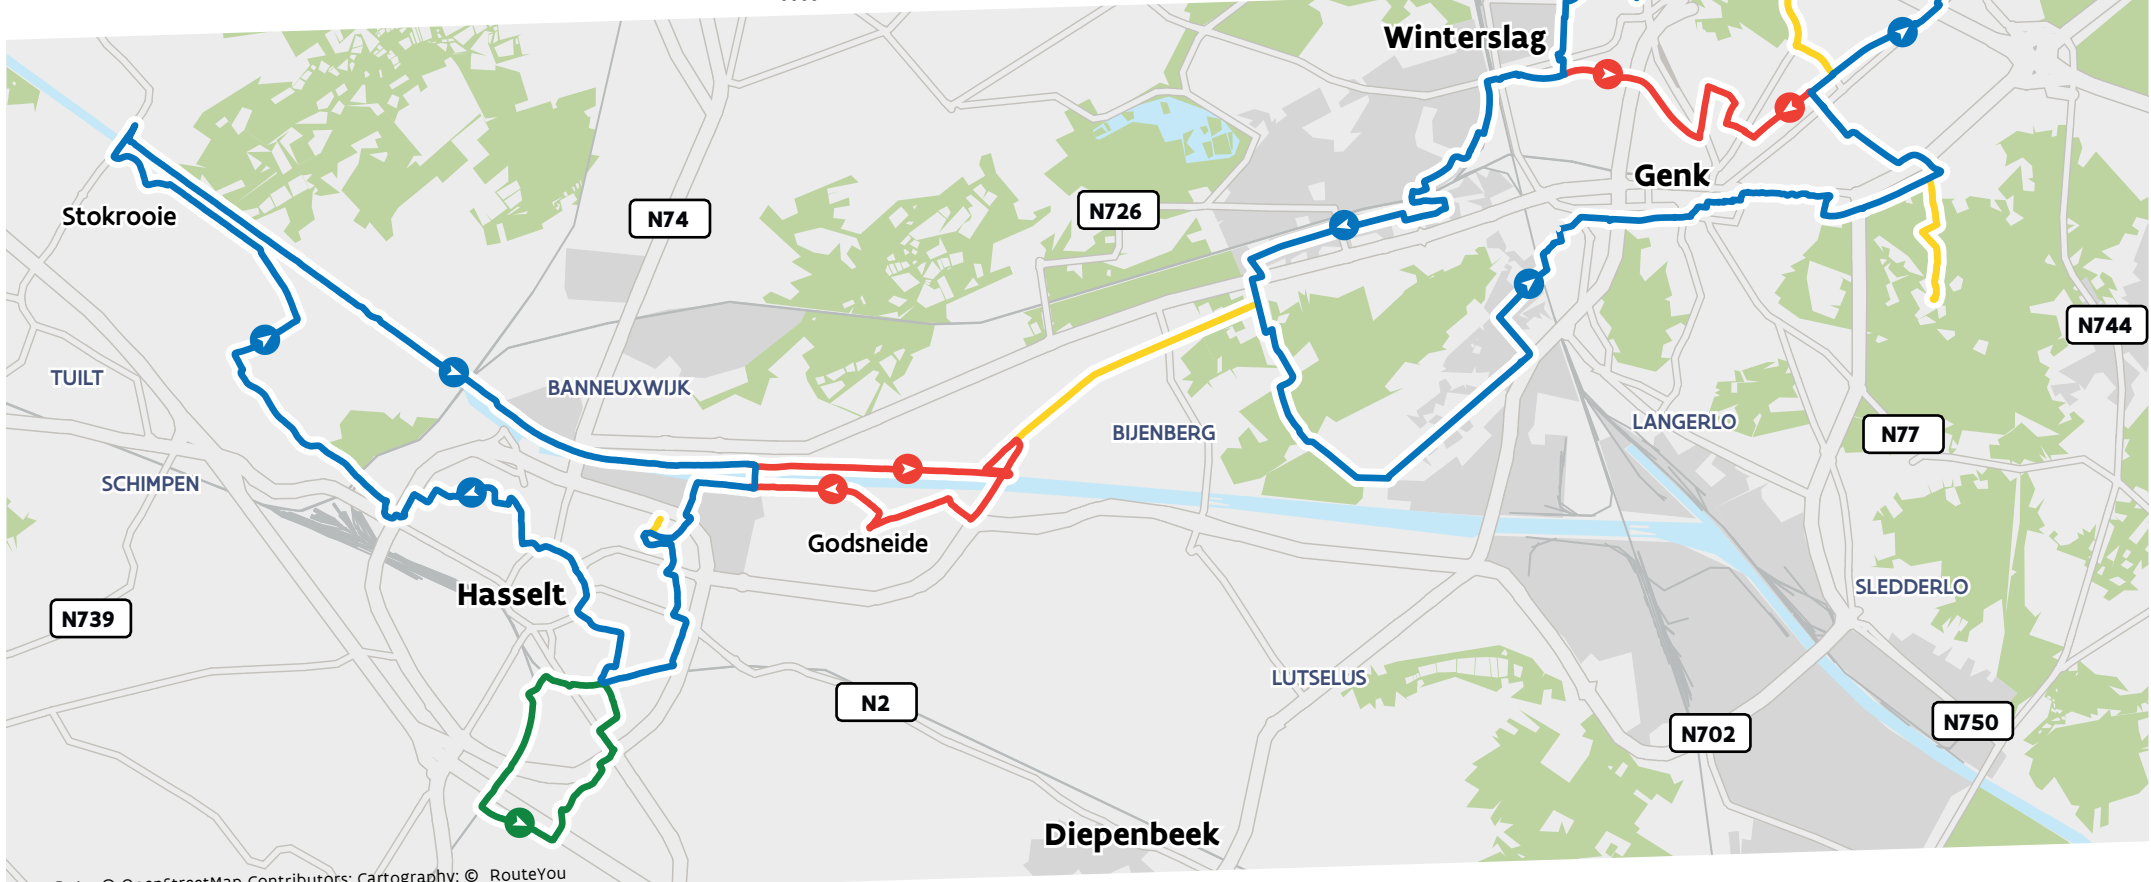 Winterslag
Genk
Stokrooie
N74
N726
N744
TUILT
BANNEUXWIJK
BIJENBERG
LANGERLO
N77
SCHIMPEN
Godsheide
Hasselt
SLEDDERLO
N739
LUTSELUS
N2
N702
N750
Diepenbeek
© OpenStreetMap Contributors; Cartography: © RouteYou